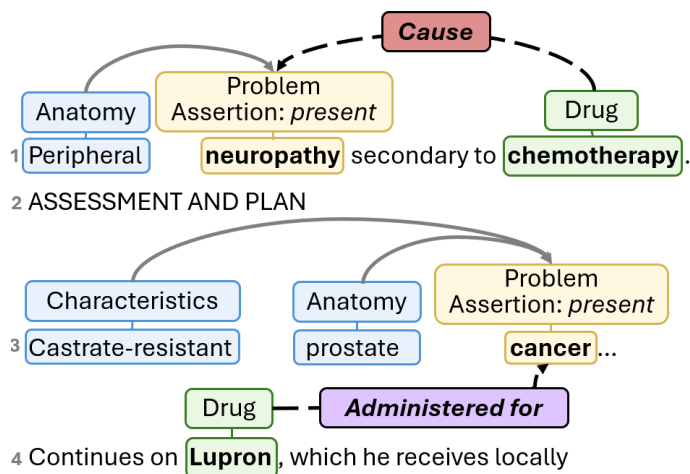 Cause
Problem
Anatomy Assertion: present Drug
1 Peripheral neuropathy secondary to chemotherapy.
2 ASSESSMENT AND PLAN
Problem
Characteristics Anatomy Assertion: present
3 Castrate-resistant prostate cancer...
Drug Administered for
4 Continues on Lupron, which he receives locally